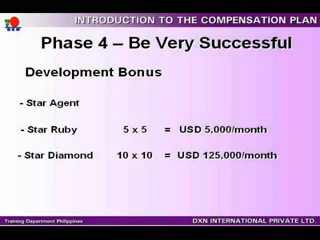 DXN
INTRODUCTION TO THE COMPENSATION PLAN
Phase 4 – Be Very Successful
Development Bonus
- Star Agent
- Star Ruby 5 x 5 = USD 5,000/month
- Star Diamond 10 x 10 = USD 125,000/month
Training Department Philippines
DXN INTERNATIONAL PRIVATE LTD.